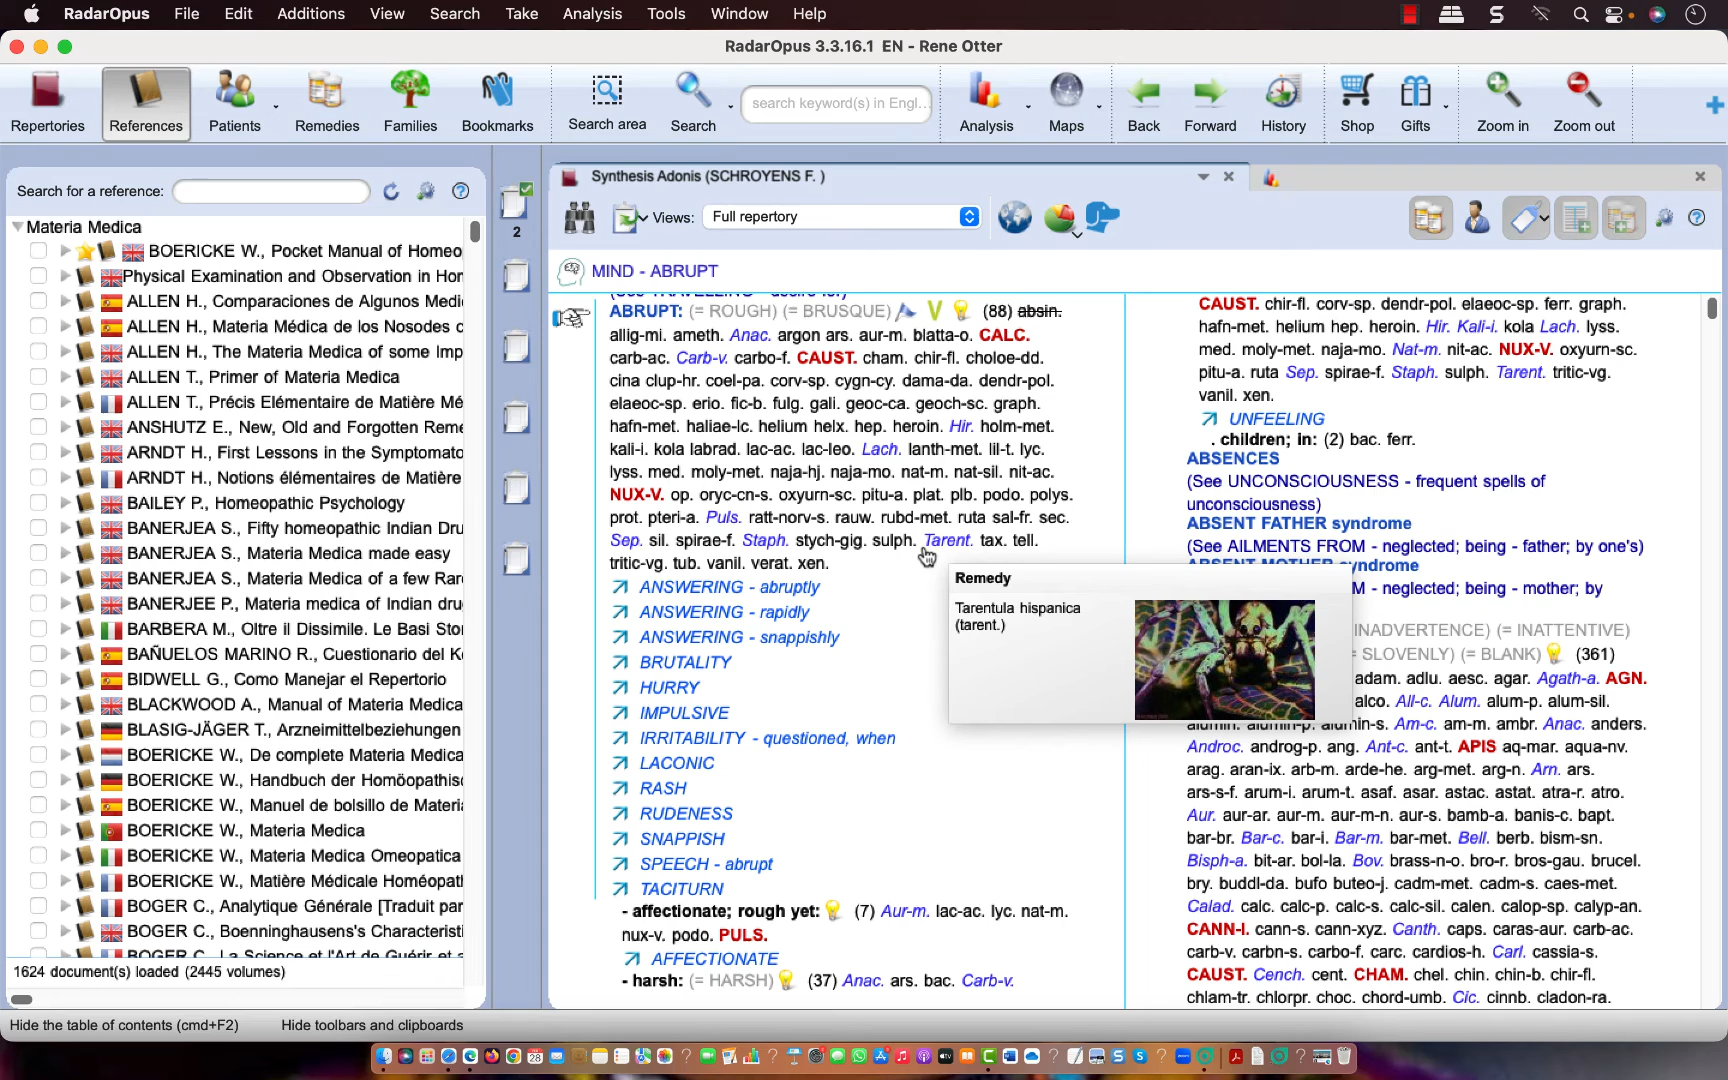 RadarOpus File Edit Additions View Search Take Analysis Tools Window Help
RadarOpus 3.3.16.1 EN - Rene Otter
Repertories References Patients Remedies Families Bookmarks Search area Search search keyword(s) in Engl... Analysis Maps Back Forward History Shop Gifts Zoom in Zoom out
Search for a reference:
Materia Medica
BOERICKE W., Pocket Manual of Homeo
Physical Examination and Observation in Hor
ALLEN H., Comparaciones de Algunos Medi
ALLEN H., Materia Médica de los Nosodes c
ALLEN H., The Materia Medica of some Imp
ALLEN T., Primer of Materia Medica
ALLEN T., Précis Elémentaire de Matière Mé
ANSHUTZ E., New, Old and Forgotten Reme
ARNDT H., First Lessons in the Symptomato
ARNDT H., Notions élémentaires de Matière
BAILEY P., Homeopathic Psychology
BANERJEA S., Fifty homeopathic Indian Dru
BANERJEA S., Materia Medica made easy
BANERJEA S., Materia Medica of a few Rar
BANERJEE P., Materia medica of Indian dru
BARBERA M., Oltre il Dissimile. Le Basi Sto
BAÑUELOS MARINO R., Cuestionario del K
BIDWELL G., Como Manejar el Repertorio
BLACKWOOD A., Manual of Materia Medica
BLASIG-JÄGER T., Arzneimittelbeziehungen
BOERICKE W., De complete Materia Medica
BOERICKE W., Handbuch der Homöopathisc
BOERICKE W., Manuel de bolsillo de Materia
BOERICKE W., Materia Medica
BOERICKE W., Materia Medica Omeopatica
BOERICKE W., Matière Médicale Homéopath
BOGER C., Analytique Générale [Traduit par
BOGER C., Boenninghausens's Characteristi
BOGER C., La Science et l'Art de Guérir et a
1624 document(s) loaded (2445 volumes)
Hide the table of contents (cmd+F2) Hide toolbars and clipboards
2
Synthesis Adonis (SCHROYENS F. )
Views: Full repertory
MIND - ABRUPT
(See TRAVELLING - desire for)
ABRUPT: (= ROUGH) (= BRUSQUE) V (88) absin.
allig-mi. ameth. Anac. argon ars. aur-m. blatta-o. CALC.
carb-ac. Carb-v. carbo-f. CAUST. cham. chir-fl. choloe-dd.
cina clup-hr. coel-pa. corv-sp. cygn-cy. dama-da. dendr-pol.
elaeoc-sp. erio. fic-b. fulg. gali. geoc-ca. geoch-sc. graph.
hafn-met. haliae-lc. helium helx. hep. heroin. Hir. holm-met.
kali-i. kola labrad. lac-ac. lac-leo. Lach. lanth-met. lil-t. lyc.
lyss. med. moly-met. naja-hj. naja-mo. nat-m. nat-sil. nit-ac.
NUX-V. op. oryc-cn-s. oxyurn-sc. pitu-a. plat. plb. podo. polys.
prot. pteri-a. Puls. ratt-norv-s. rauw. rubd-met. ruta sal-fr. sec.
Sep. sil. spirae-f. Staph. stych-gig. sulph. Tarent. tax. tell.
tritic-vg. tub. vanil. verat. xen.
ANSWERING - abruptly
ANSWERING - rapidly
ANSWERING - snappishly
BRUTALITY
HURRY
IMPULSIVE
IRRITABILITY - questioned, when
LACONIC
RASH
RUDENESS
SNAPPISH
SPEECH - abrupt
TACITURN
- affectionate; rough yet: (7) Aur-m. lac-ac. lyc. nat-m.
nux-v. podo. PULS.
AFFECTIONATE
- harsh: (= HARSH) (37) Anac. ars. bac. Carb-v.
Remedy
Tarentula hispanica
(tarent.)
CAUST. chir-fl. corv-sp. dendr-pol. elaeoc-sp. ferr. graph.
hafn-met. helium hep. heroin. Hir. Kali-i. kola Lach. lyss.
med. moly-met. naja-mo. Nat-m. nit-ac. NUX-V. oxyurn-sc.
pitu-a. ruta Sep. spirae-f. Staph. sulph. Tarent. tritic-vg.
vanil. xen.
UNFEELING
. children; in: (2) bac. ferr.
ABSENCES
(See UNCONSCIOUSNESS - frequent spells of
unconsciousness)
ABSENT FATHER syndrome
(See AILMENTS FROM - neglected; being - father; by one's)
ABSENT MOTHER syndrome
M - neglected; being - mother; by
INADVERTENCE) (= INATTENTIVE)
= SLOVENLY) (= BLANK) (361)
adam. adlu. aesc. agar. Agath-a. AGN.
alco. All-c. Alum. alum-p. alum-sil.
alumin. alumin-p. alumin-s. Am-c. am-m. ambr. Anac. anders.
Androc. androg-p. ang. Ant-c. ant-t. APIS aq-mar. aqua-nv.
arag. aran-ix. arb-m. arde-he. arg-met. arg-n. Arn. ars.
ars-s-f. arum-i. arum-t. asaf. asar. astac. astat. atra-r. atro.
Aur. aur-ar. aur-m. aur-m-n. aur-s. bamb-a. banis-c. bapt.
bar-br. Bar-c. bar-i. Bar-m. bar-met. Bell. berb. bism-sn.
Bisph-a. bit-ar. bol-la. Bov. brass-n-o. bro-r. bros-gau. brucel.
bry. buddl-da. bufo buteo-j. cadm-met. cadm-s. caes-met.
Calad. calc. calc-p. calc-s. calc-sil. calen. calop-sp. calyp-an.
CANN-I. cann-s. cann-xyz. Canth. caps. caras-aur. carb-ac.
carb-v. carbn-s. carbo-f. carc. cardios-h. Carl. cassia-s.
CAUST. Cench. cent. CHAM. chel. chin. chin-b. chir-fl.
chlam-tr. chlorpr. choc. chord-umb. Cic. cinnb. cladon-ra.